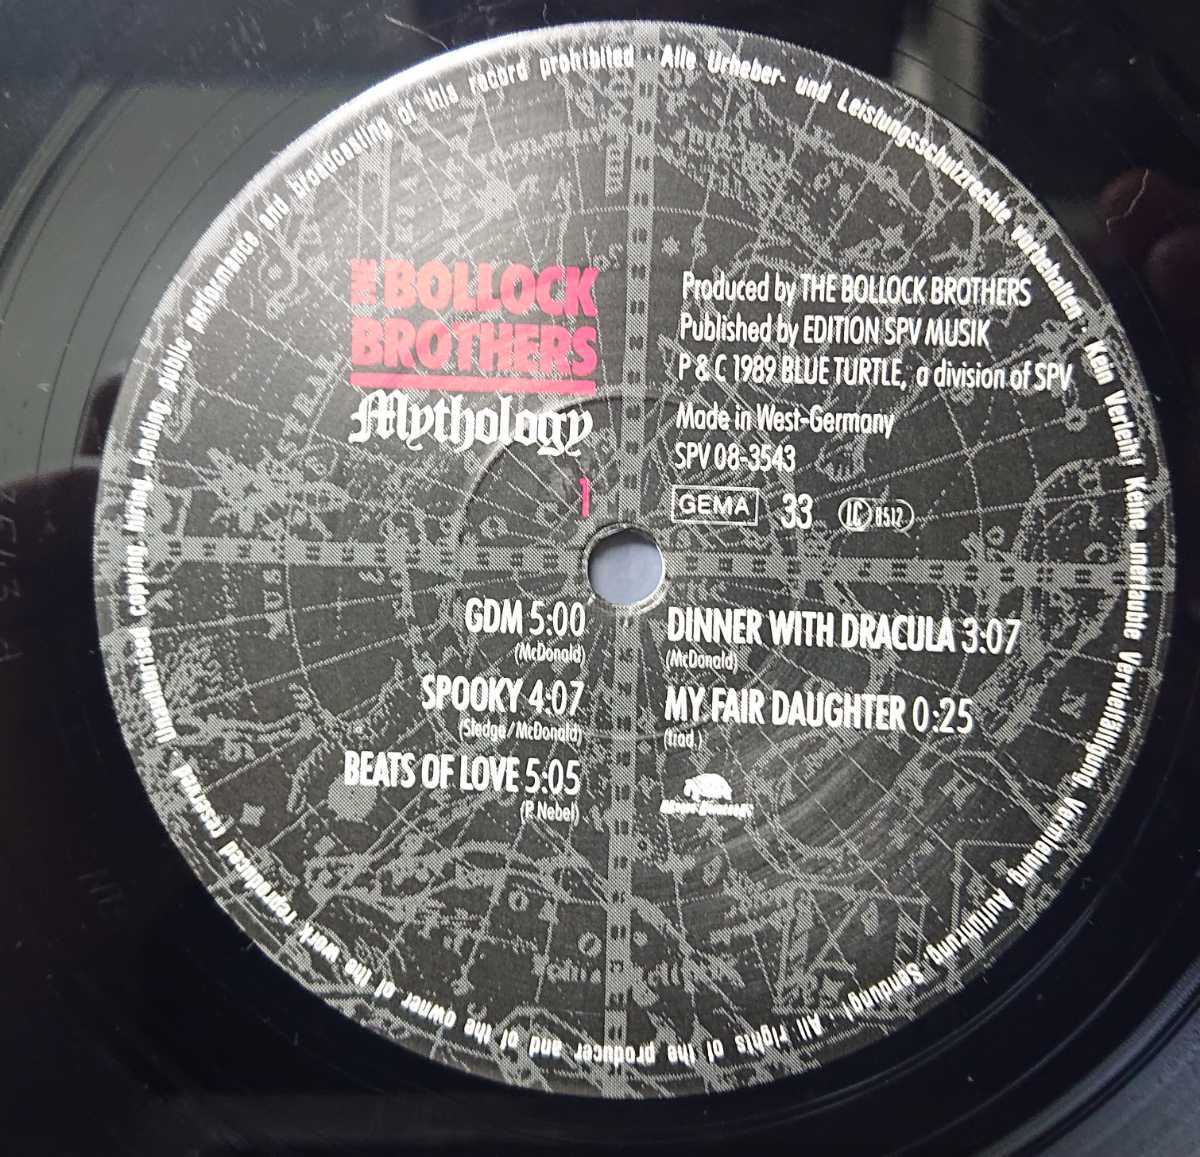 THE
BOLLOCK
BROTHERS
Mythology
1
Produced by THE BOLLOCK BROTHERS
Published by EDITION SPV MUSIK
P & C 1989 BLUE TURTLE, a division of SPV
Made in West-Germany
SPV 08-3543
GEMA 33 LC 8512
GDM 5:00
(McDonald)
SPOOKY 4:07
(Sledge/McDonald)
BEATS OF LOVE 5:05
(P. Nebel)
DINNER WITH DRACULA 3:07
(McDonald)
MY FAIR DAUGHTER 0:25
(trad.)
All rights of the producer and of the owner of the work reproduced reserved · Unauthorised copying, hiring, lending, public performance and broadcasting of this record prohibited · Alle Urheber- und Leistungsschutzrechte vorbehalten · Kein Verleih! Keine unerlaubte Vervielfältigung, Vermietung, Aufführung, Sendung! ·